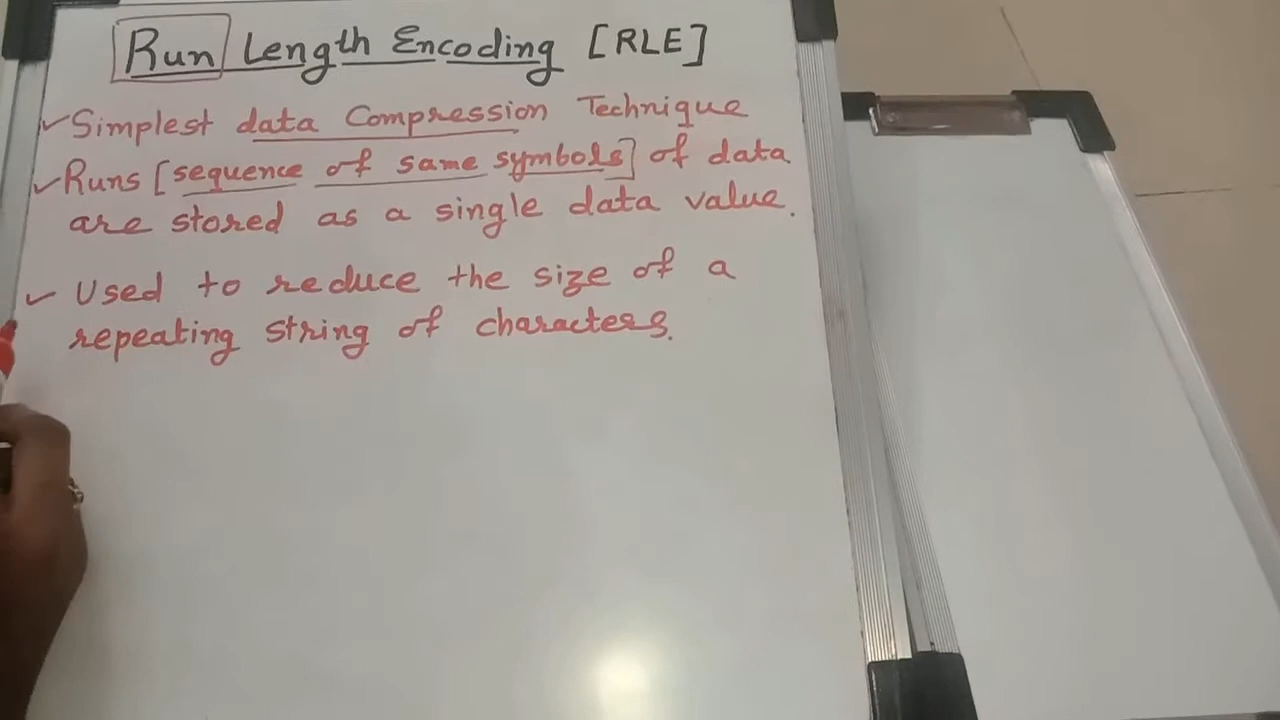 Run Length Encoding [RLE]
Simplest data Compression Technique
Runs [sequence of same symbols] of data
are stored as a single data value.
Used to reduce the size of a
repeating string of characters.